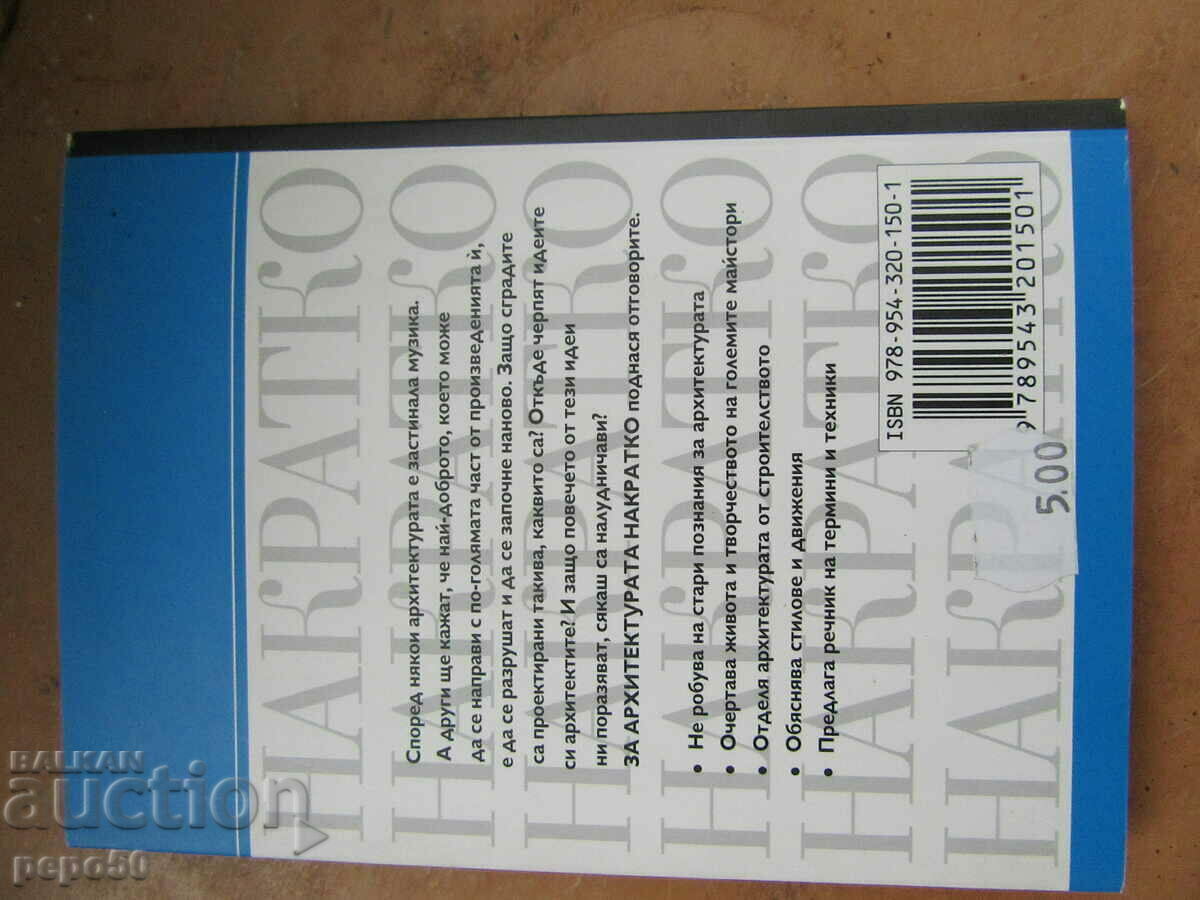 НАКРАТКО
НАКРАТКО
НАКРАТКО
НАКРАТКО
НАКРАТКО
НАКРАТКО
Според някои архитектурата е застинала музика.
А други ще кажат, че най-доброто, което може
да се направи с по-голямата част от произведенията ѝ,
е да се разрушат и да се започне наново. Защо сградите
са проектирани такива, каквито са? Откъде черпят идеите
си архитектите? И защо повечето от тези идеи
ни поразяват, сякаш са налудничави?
ЗА АРХИТЕКТУРАТА НАКРАТКО поднася отговорите.
• Не робува на стари познания за архитектурата
• Очертава живота и творчеството на големите майстори
• Отделя архитектурата от строителството
• Обяснява стилове и движения
• Предлага речник на термини и техники
ISBN 978-954-320-150-1
9 789543 201501
5.00
BALKAN
auction
pepo50